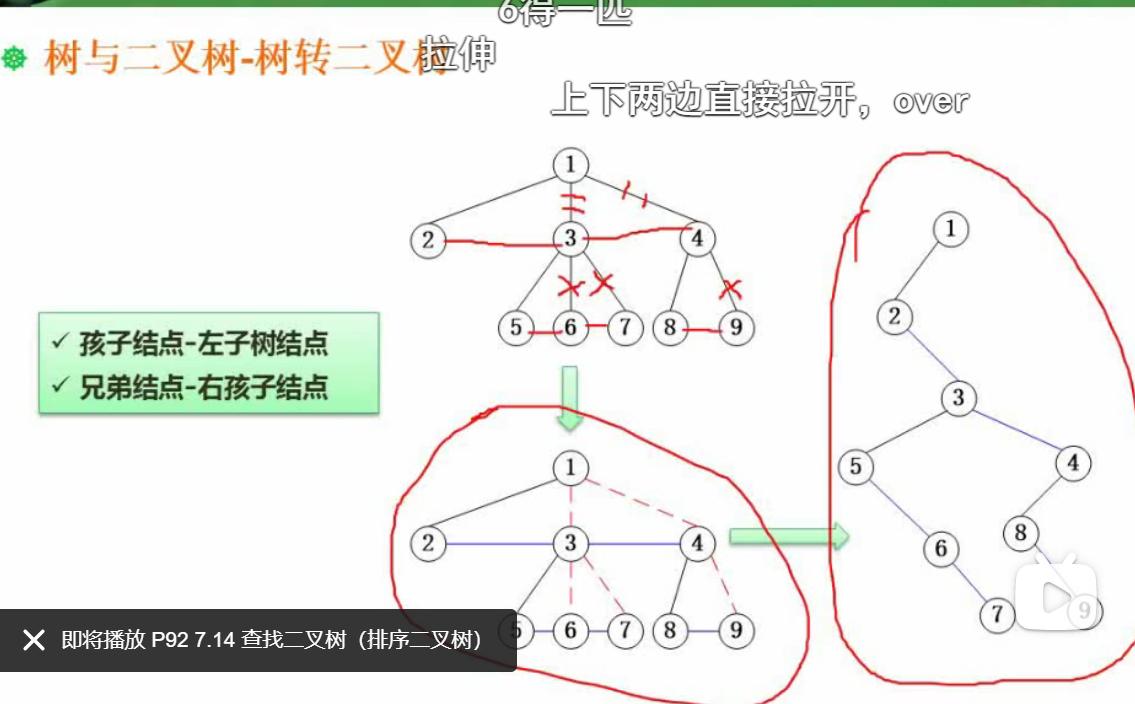 6得一匹
树与二叉树-树转二叉树
拉伸
上下两边直接拉开，over
1
2 3 4
5 6 7 8 9
✓ 孩子结点-左子树结点
✓ 兄弟结点-右孩子结点
1
2 3 4
5 6 7 8 9
1
2
3
5 4
6 8
7 9
即将播放 P92 7.14 查找二叉树（排序二叉树）